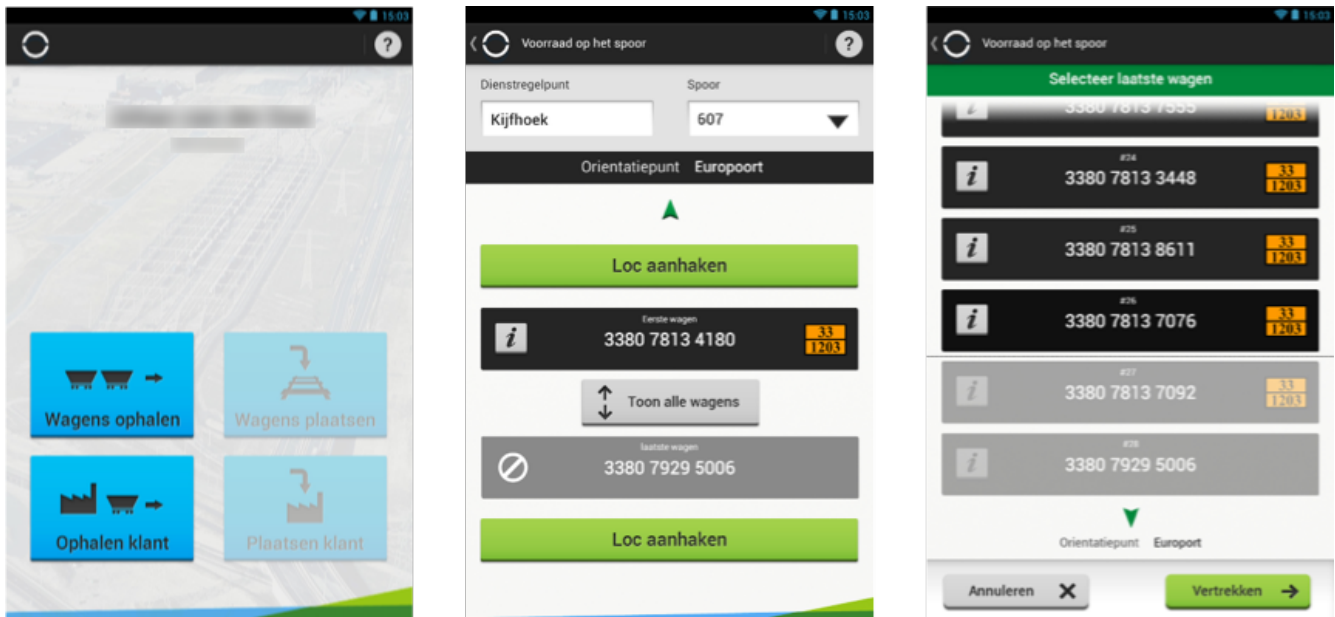 15:03
?
Wagens ophalen
Wagens plaatsen
Ophalen klant
Plaatsen klant
15:03
Voorraad op het spoor
?
Dienstregelpunt
Spoor
Kijfhoek
607
Orientatiepunt Europoort
Loc aanhaken
Eerste wagen
i
3380 7813 4180
33
1203
Toon alle wagens
laatste wagen
3380 7929 5006
Loc aanhaken
15:03
Voorraad op het spoor
Selecteer laatste wagen
i
3380 7813 7555
1203
#24
i
3380 7813 3448
33
1203
#25
i
3380 7813 8611
33
1203
#26
i
3380 7813 7076
33
1203
#27
i
3380 7813 7092
33
1203
#28
i
3380 7929 5006
Orientatiepunt Europort
Annuleren
Vertrekken